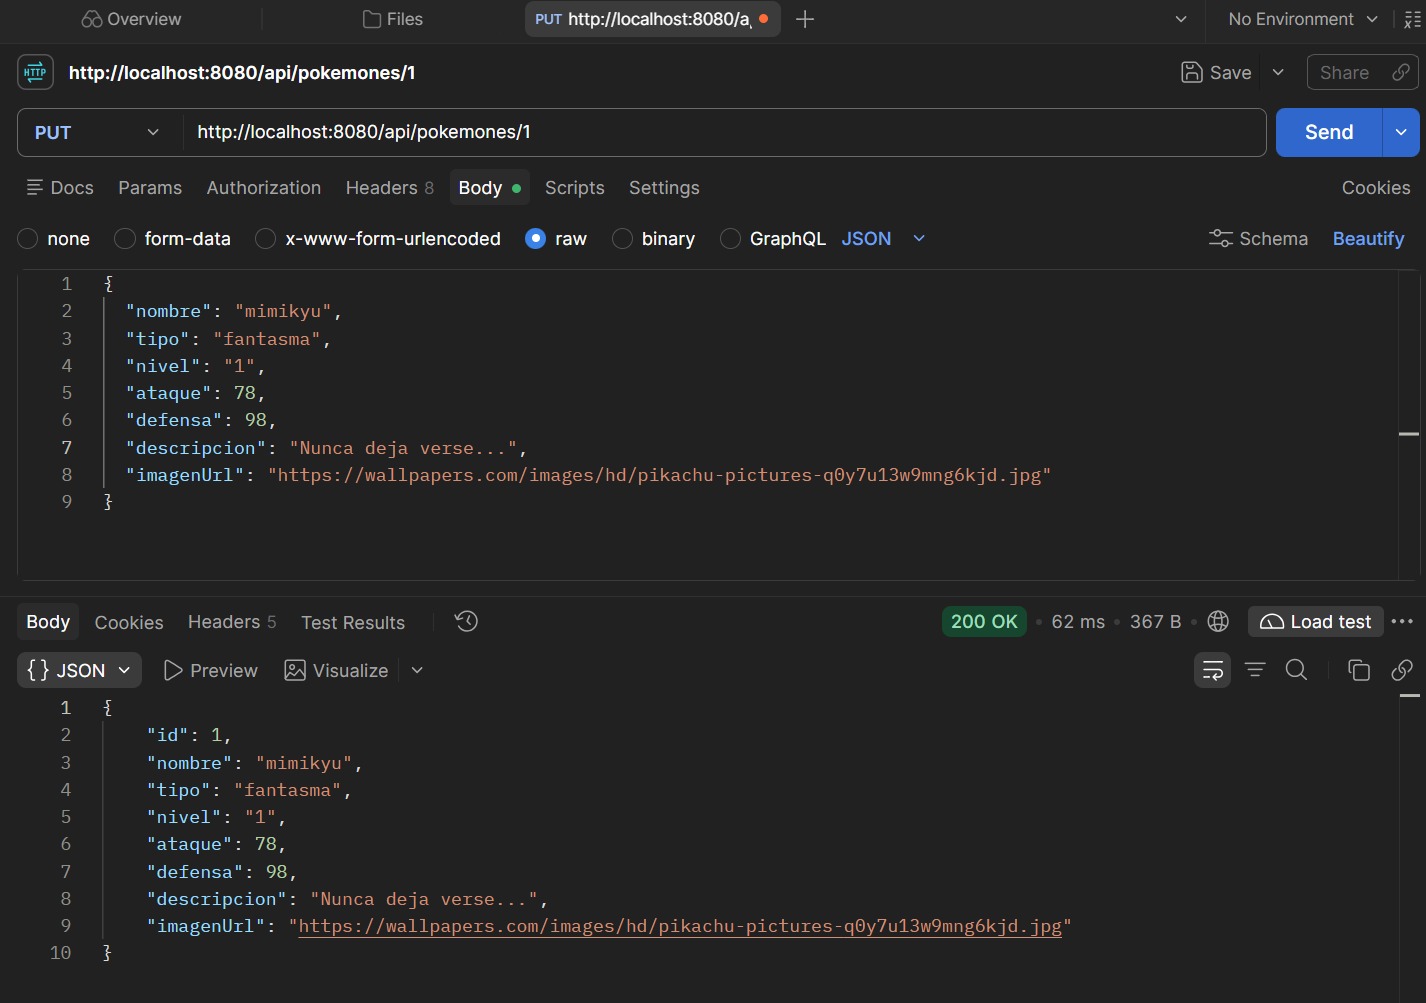 Overview Files PUT http://localhost:8080/a, No Environment
HTTP http://localhost:8080/api/pokemones/1 Save Share
PUT http://localhost:8080/api/pokemones/1 Send
Docs Params Authorization Headers 8 Body Scripts Settings Cookies
none form-data x-www-form-urlencoded raw binary GraphQL JSON Schema Beautify
1 {
2 "nombre": "mimikyu",
3 "tipo": "fantasma",
4 "nivel": "1",
5 "ataque": 78,
6 "defensa": 98,
7 "descripcion": "Nunca deja verse...",
8 "imagenUrl": "https://wallpapers.com/images/hd/pikachu-pictures-q0y7u13w9mng6kjd.jpg"
9 }
Body Cookies Headers 5 Test Results 200 OK • 62 ms • 367 B • Load test
{} JSON Preview Visualize
1 {
2 "id": 1,
3 "nombre": "mimikyu",
4 "tipo": "fantasma",
5 "nivel": "1",
6 "ataque": 78,
7 "defensa": 98,
8 "descripcion": "Nunca deja verse...",
9 "imagenUrl": "https://wallpapers.com/images/hd/pikachu-pictures-q0y7u13w9mng6kjd.jpg"
10 }